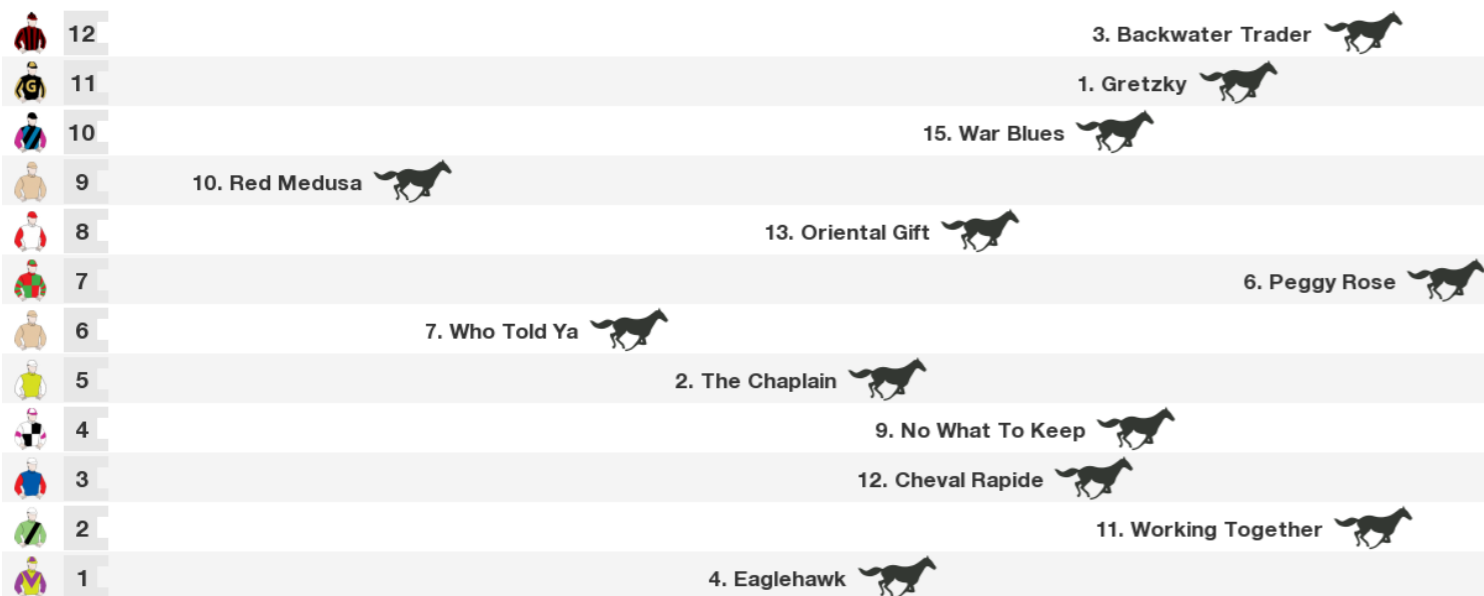 12 3. Backwater Trader
G 11 1. Gretzky
10 15. War Blues
9 10. Red Medusa
8 13. Oriental Gift
7 6. Peggy Rose
6 7. Who Told Ya
5 2. The Chaplain
4 9. No What To Keep
3 12. Cheval Rapide
2 11. Working Together
1 4. Eaglehawk